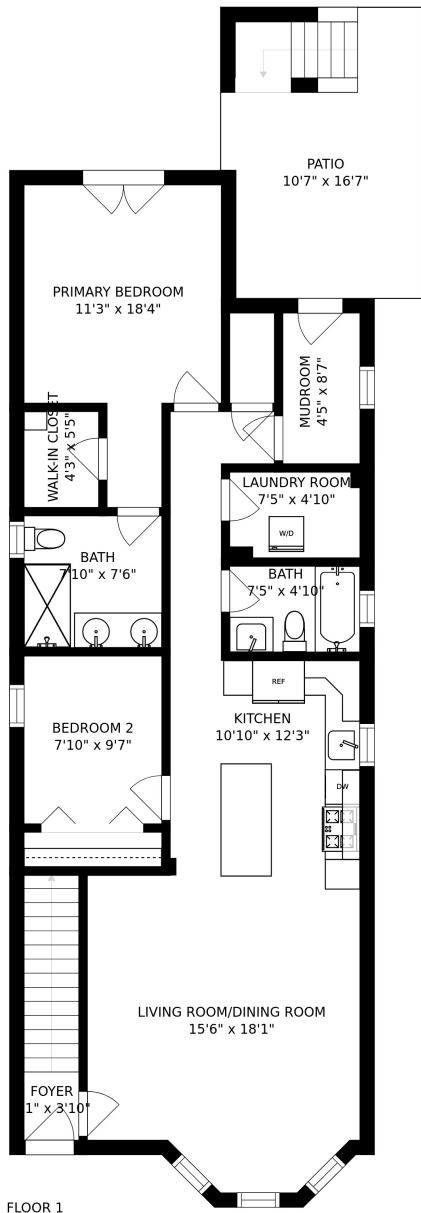 PATIO
10'7" x 16'7"
PRIMARY BEDROOM
11'3" x 18'4"
MUDROOM
4'5" x 8'7"
WALK-IN CLOSET
4'3" x 5'5"
LAUNDRY ROOM
7'5" x 4'10"
W/D
BATH
7'10" x 7'6"
BATH
7'5" x 4'10"
REF
KITCHEN
10'10" x 12'3"
BEDROOM 2
7'10" x 9'7"
DW
LIVING ROOM/DINING ROOM
15'6" x 18'1"
FOYER
1" x 3'10"
FLOOR 1